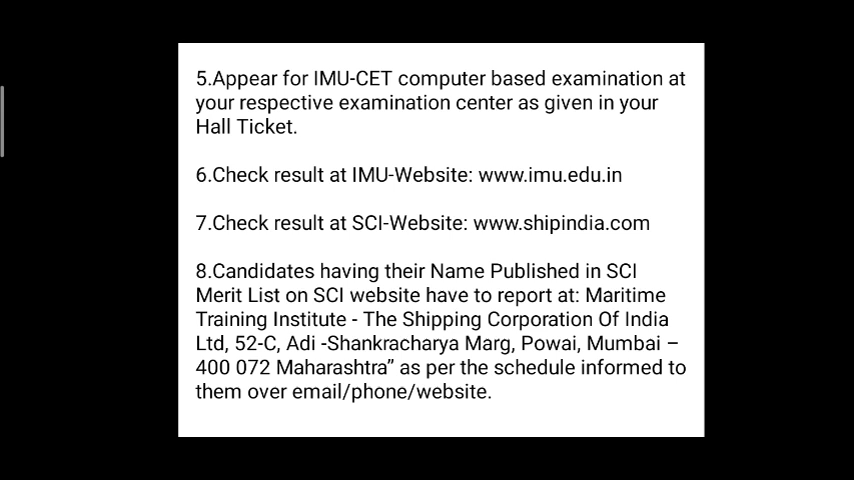 5.Appear for IMU-CET computer based examination at
your respective examination center as given in your
Hall Ticket.
6.Check result at IMU-Website: www.imu.edu.in
7.Check result at SCI-Website: www.shipindia.com
8.Candidates having their Name Published in SCI
Merit List on SCI website have to report at: Maritime
Training Institute - The Shipping Corporation Of India
Ltd, 52-C, Adi -Shankracharya Marg, Powai, Mumbai –
400 072 Maharashtra” as per the schedule informed to
them over email/phone/website.